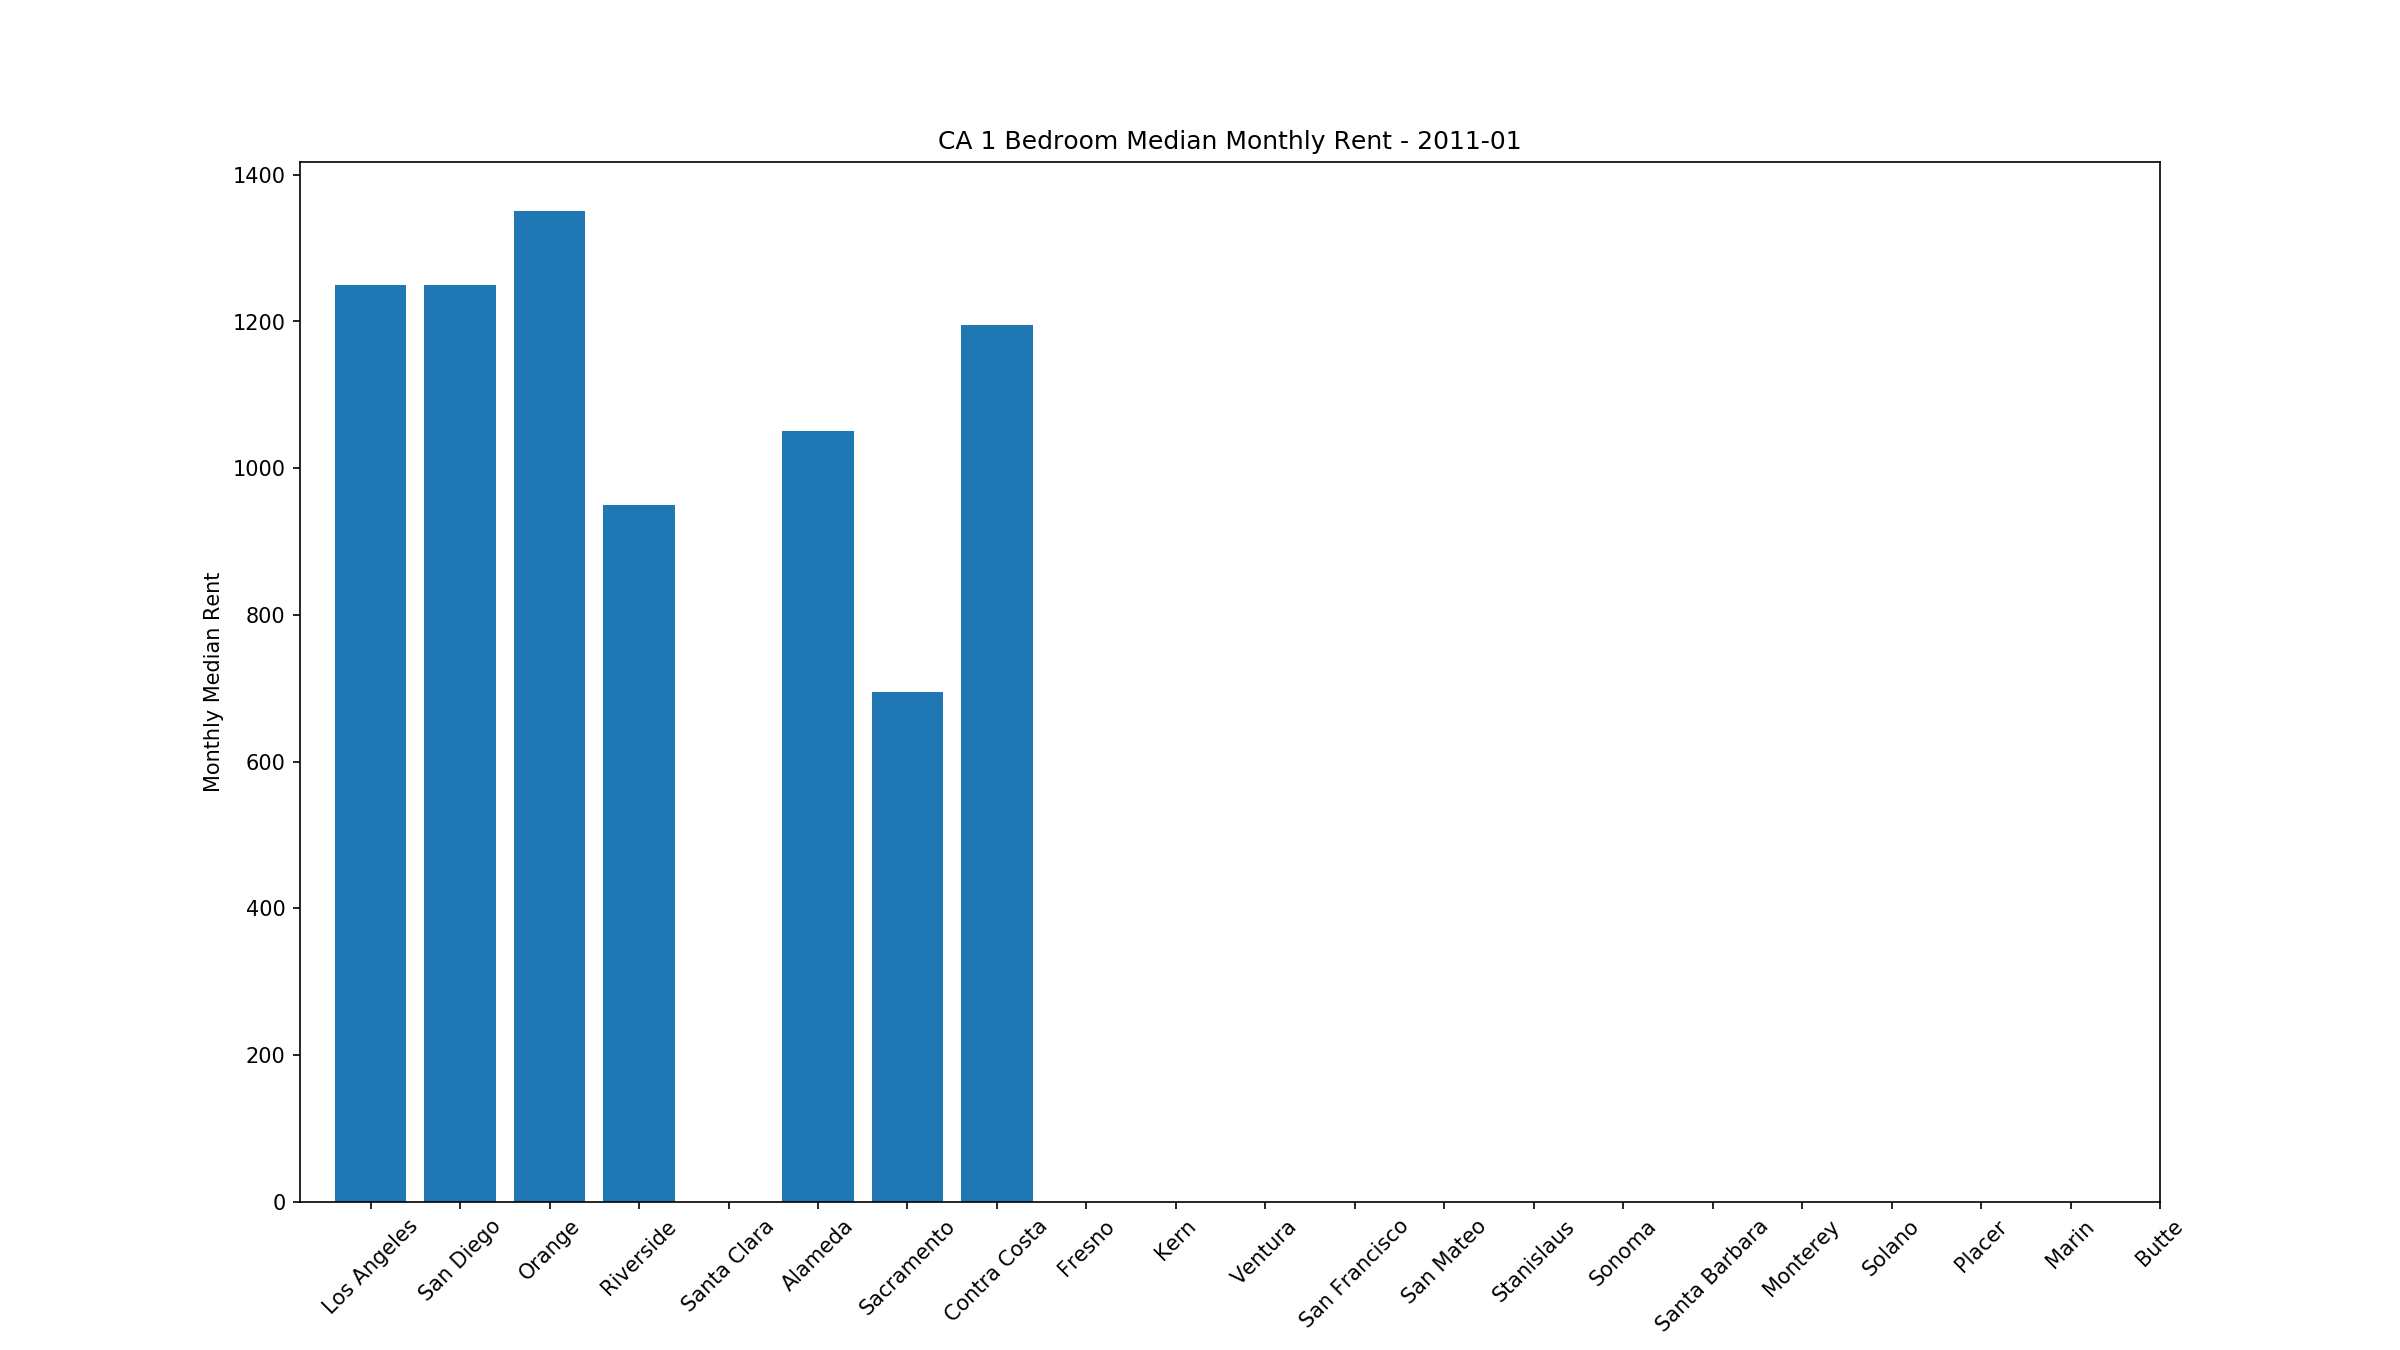 CA 1 Bedroom Median Monthly Rent - 2011-01
Monthly Median Rent
1400
1200
1000
800
600
400
200
0
Los Angeles
San Diego
Orange
Riverside
Santa Clara
Alameda
Sacramento
Contra Costa
Fresno
Kern
Ventura
San Francisco
San Mateo
Stanislaus
Sonoma
Santa Barbara
Monterey
Solano
Placer
Marin
Butte